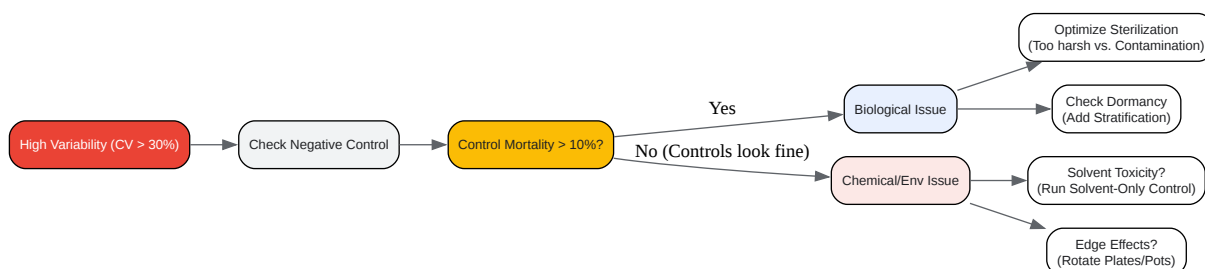 High Variability (CV > 30%)
Check Negative Control
Control Mortality > 10%?
Yes
No (Controls look fine)
Biological Issue
Chemical/Env Issue
Optimize Sterilization
(Too harsh vs. Contamination)
Check Dormancy
(Add Stratification)
Solvent Toxicity?
(Run Solvent-Only Control)
Edge Effects?
(Rotate Plates/Pots)